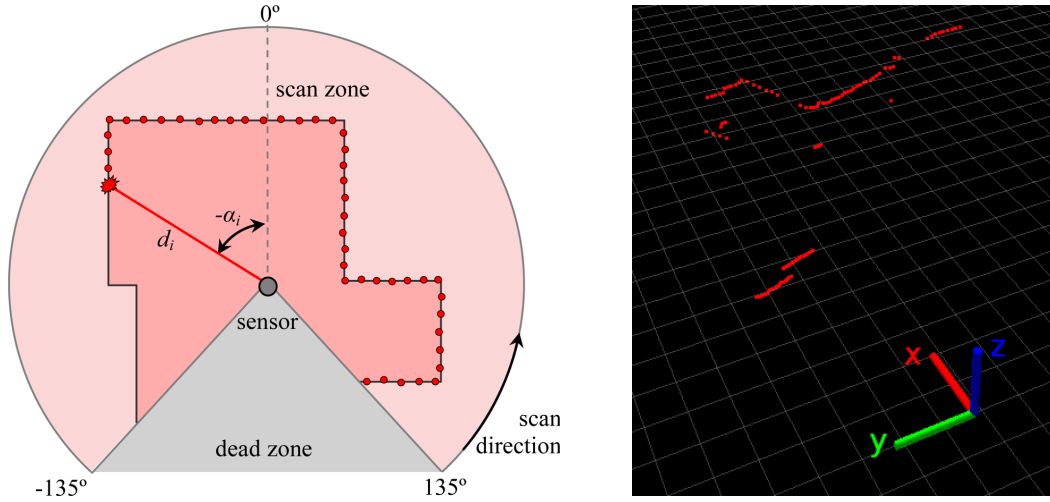 0º
scan zone
-αi
di
sensor
scan
direction
dead zone
-135º
135º
x
z
y